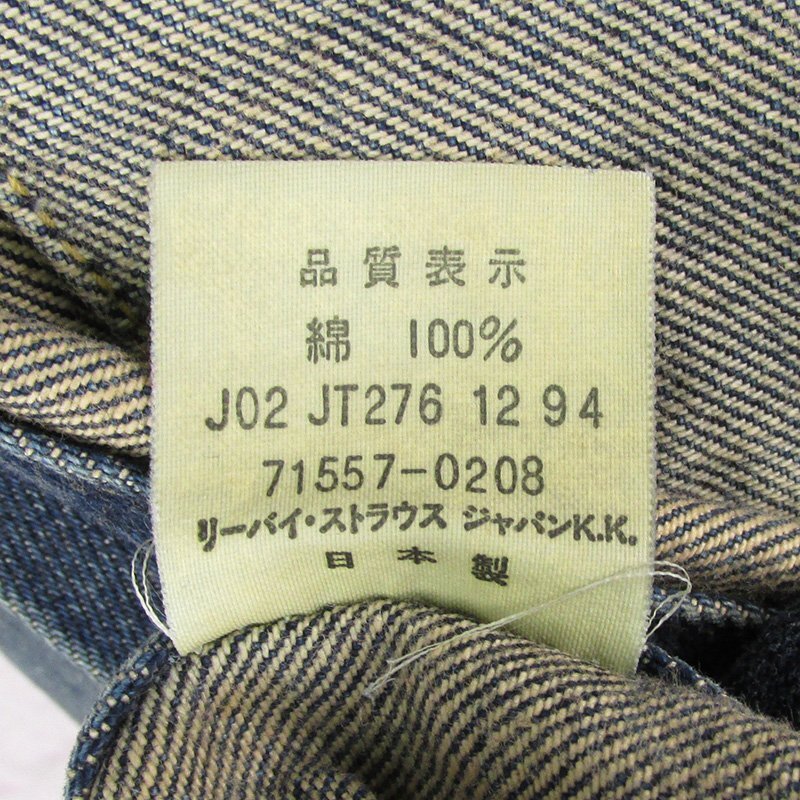 品質表示
綿 100%
J02 JT276 12 94
71557-0208
リーバイ・ストラウス ジャパンK.K.
日本製